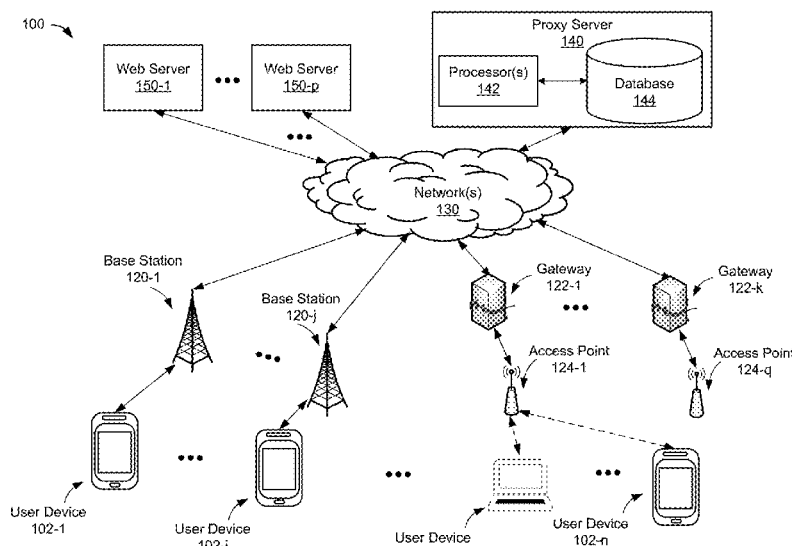 100
Web Server
150-1
Web Server
150-p
Proxy Server
140
Processor(s)
142
Database
144
Network(s)
130
Base Station
120-1
Base Station
120-j
Gateway
122-1
Gateway
122-k
Access Point
124-1
Access Point
124-q
User Device
102-1
User Device
User Device
User Device
102-n